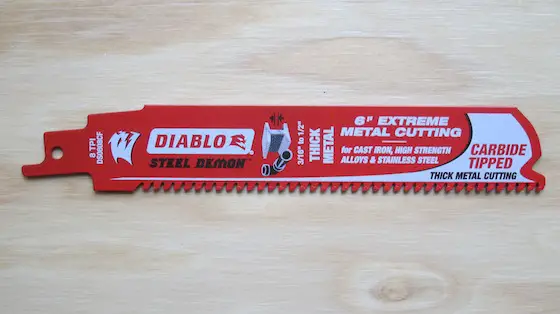 8 TPI
DS0608CF
DIABLO
STEEL DEMON
3/16" to 1/2"
THICK
METAL
6" EXTREME
METAL CUTTING
for CAST IRON, HIGH STRENGTH
ALLOYS & STAINLESS STEEL
CARBIDE
TIPPED
THICK METAL CUTTING